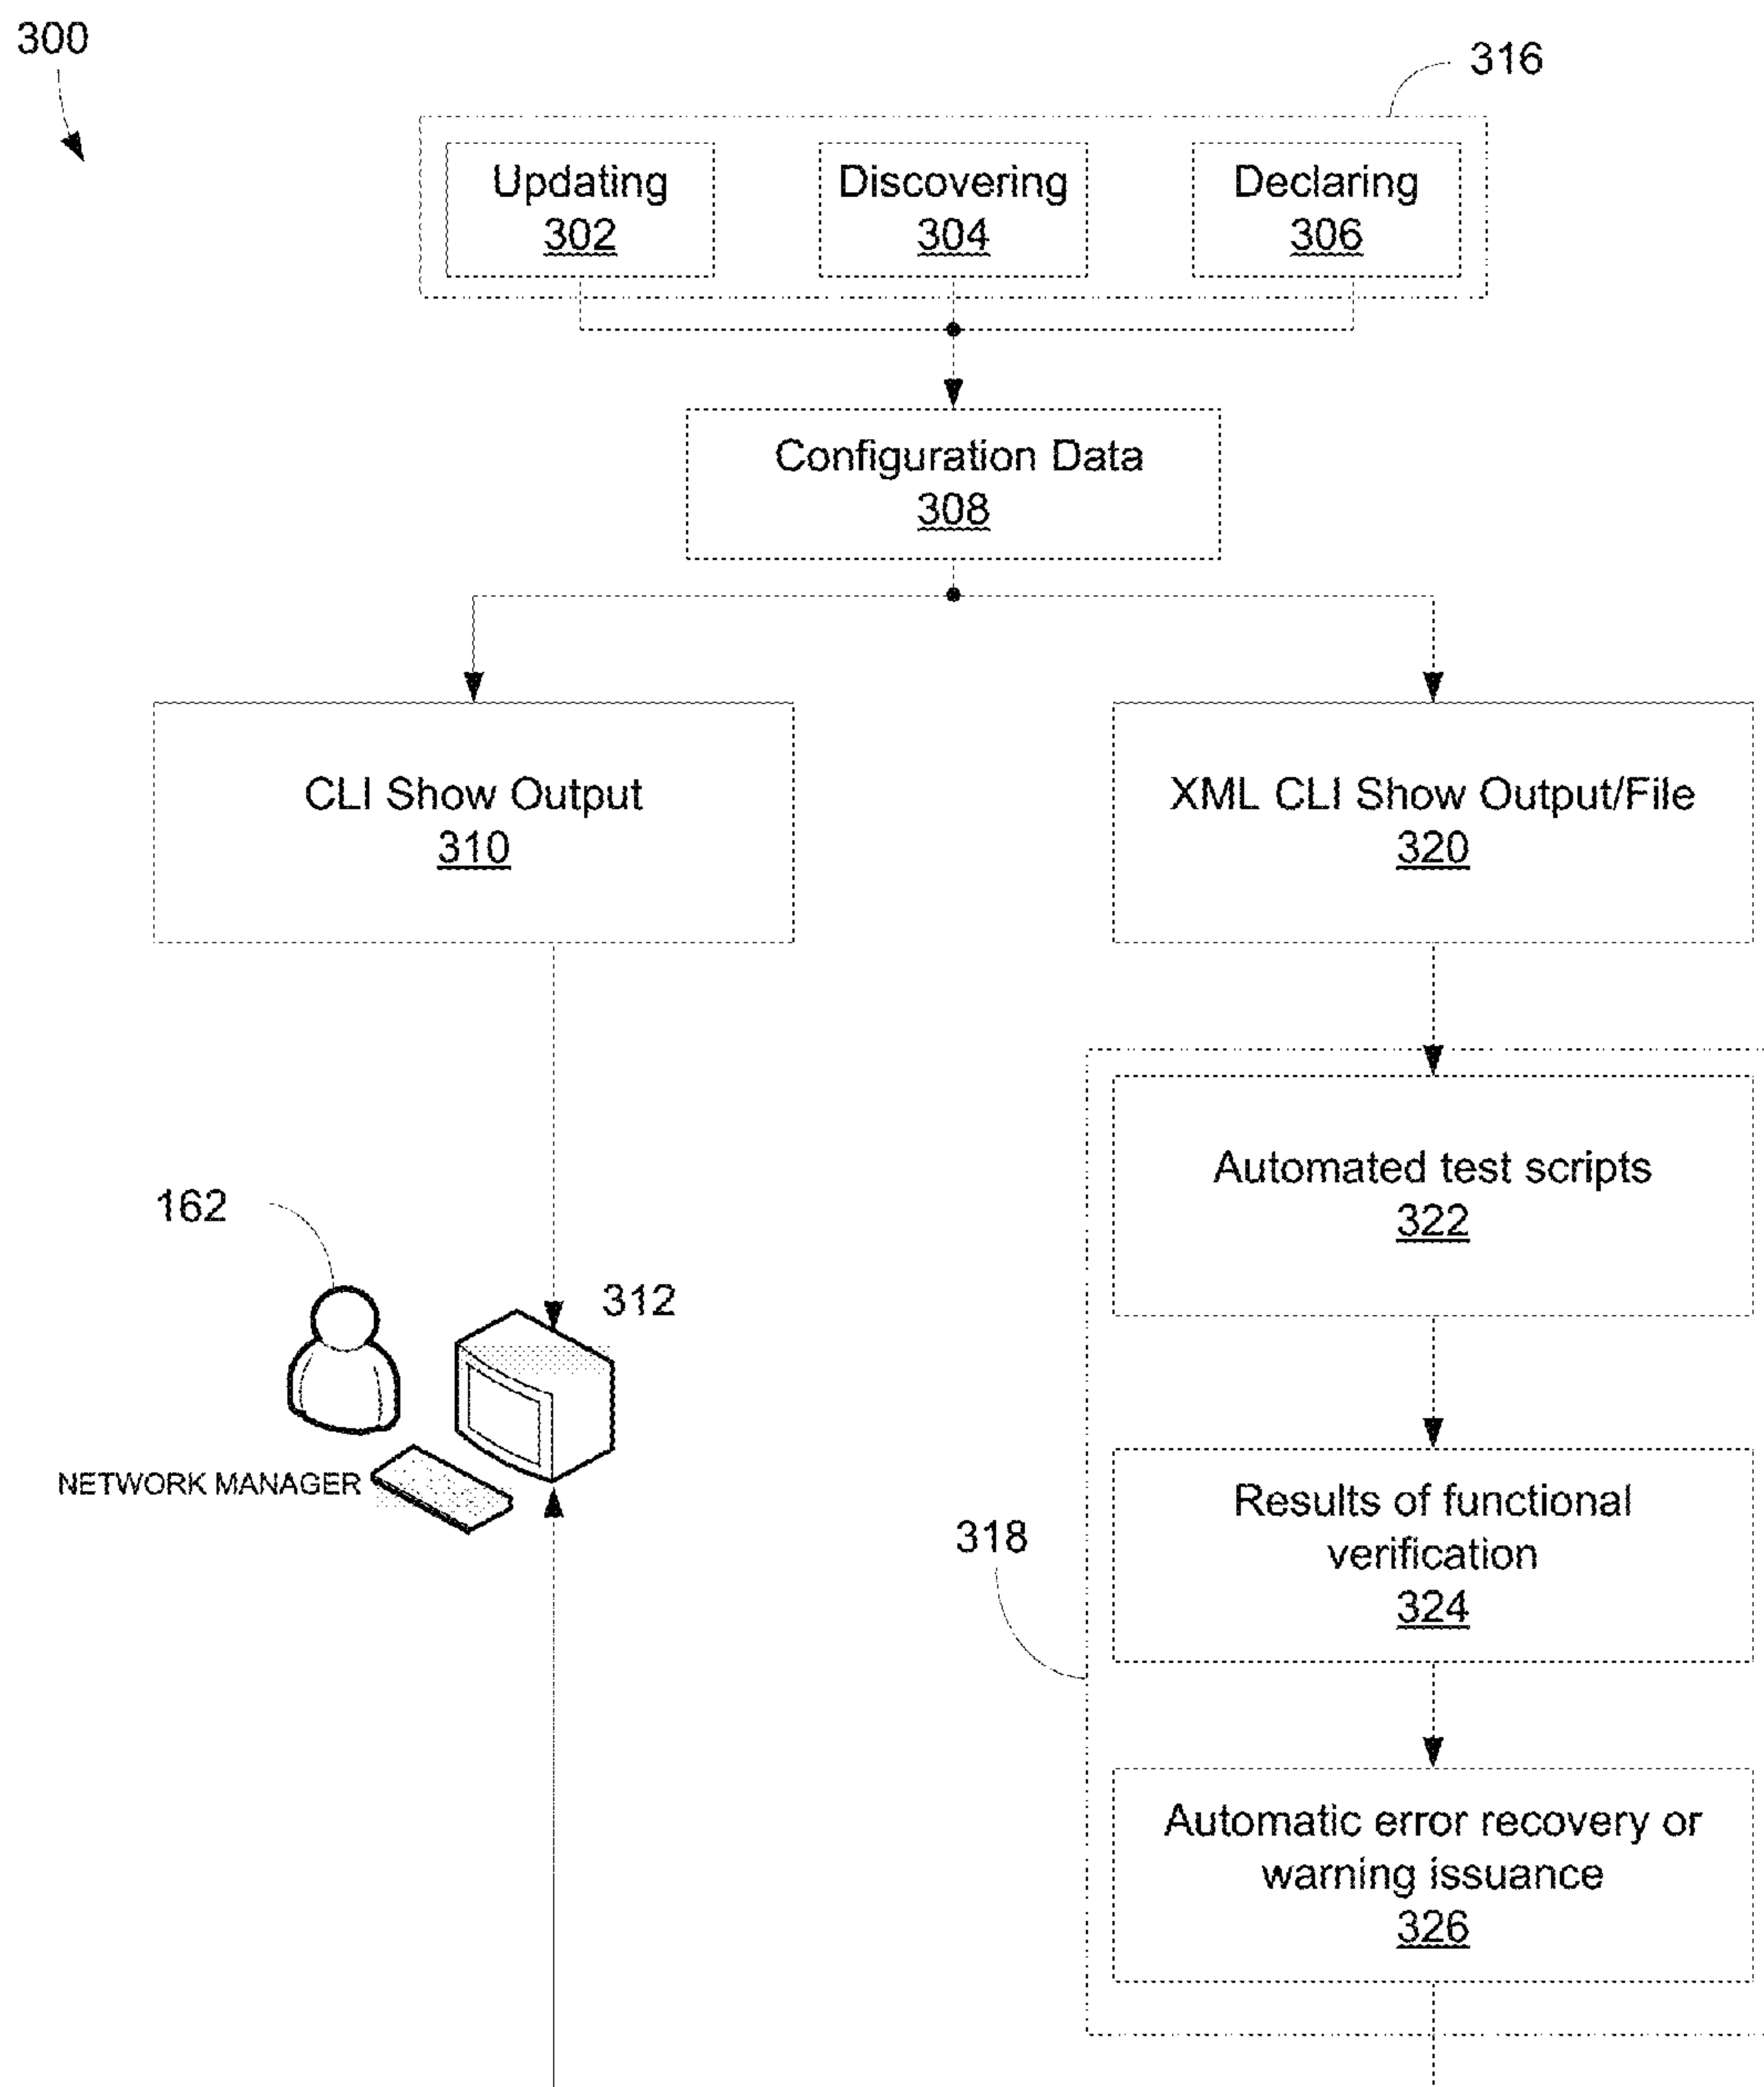 300
316
Updating
302
Discovering
304
Declaring
306
Configuration Data
308
CLI Show Output
310
XML CLI Show Output/File
320
Automated test scripts
322
162
312
NETWORK MANAGER
Results of functional
verification
324
318
Automatic error recovery or
warning issuance
326